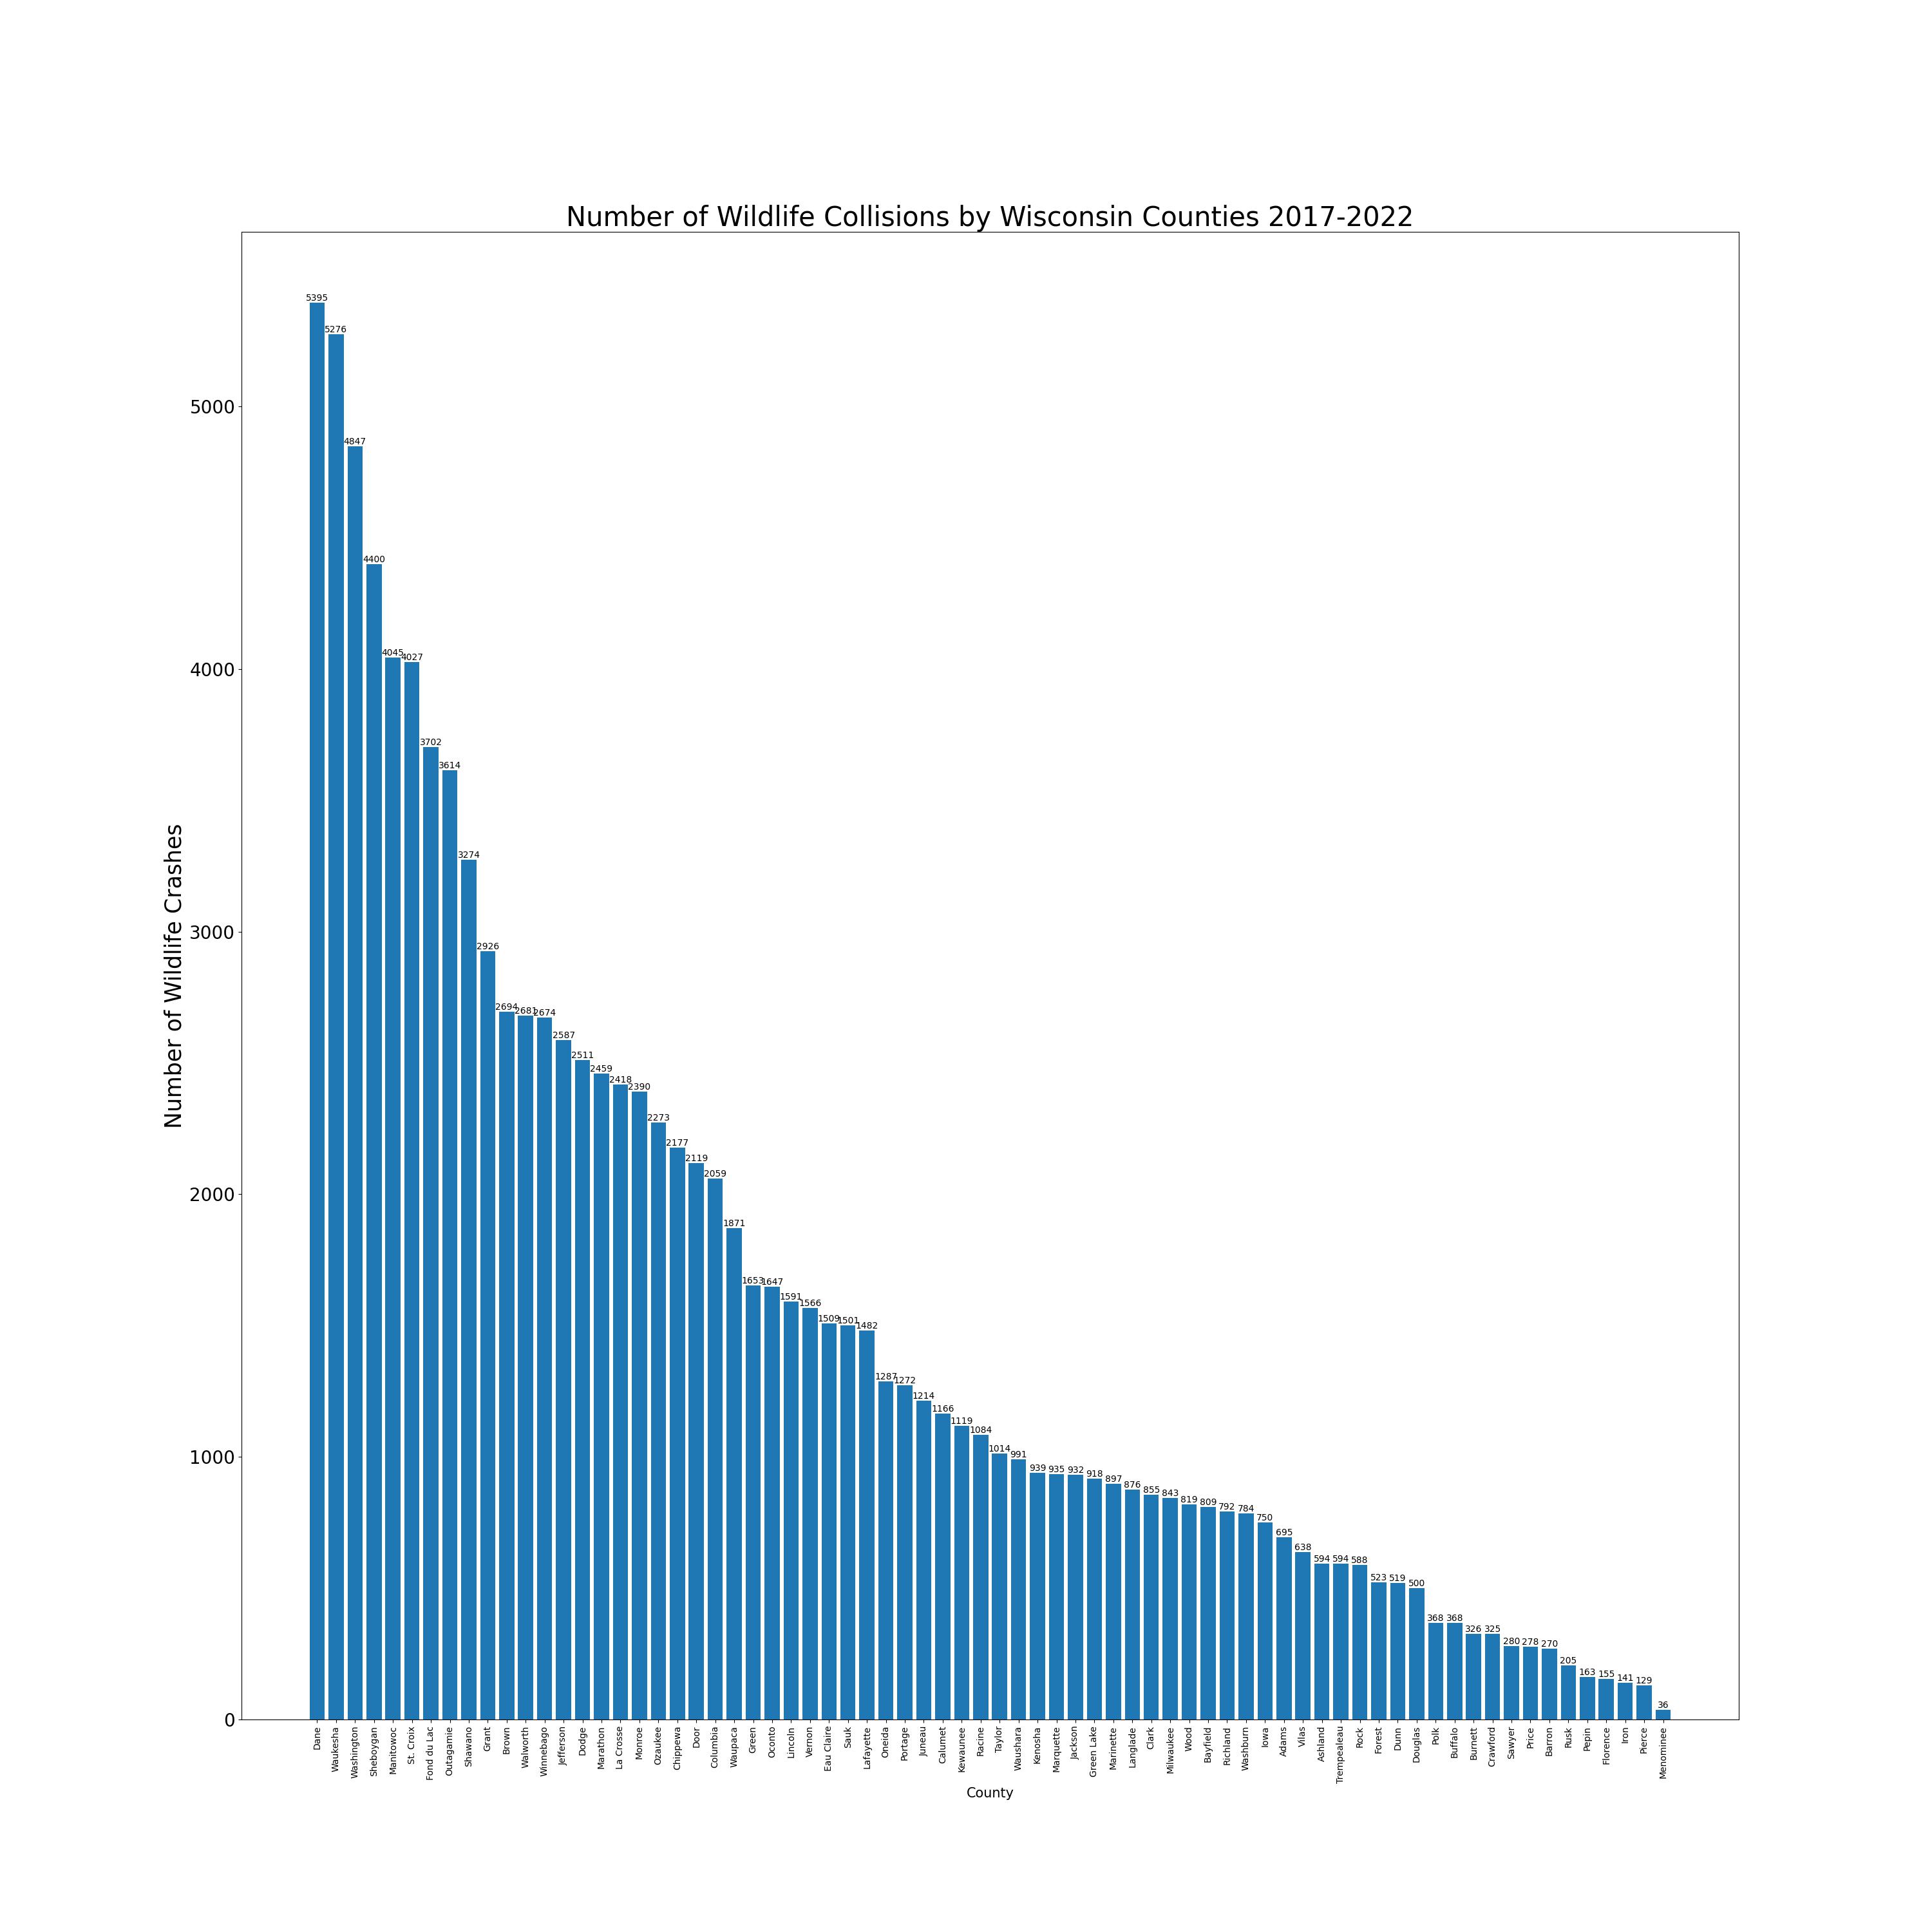 Number of Wildlife Collisions by Wisconsin Counties 2017-2022
Number of Wildlife Crashes
5000
4000
3000
2000
1000
0
5395
5276
4847
4400
4045
4027
3702
3614
3274
2926
2694
2681
2674
2587
2511
2459
2418
2390
2273
2177
2119
2059
1871
1653
1647
1591
1566
1509
1501
1482
1287
1272
1214
1166
1119
1084
1014
991
939
935
932
918
897
876
855
843
819
809
792
784
750
695
638
594
594
588
523
519
500
368
368
326
325
280
278
270
205
163
155
141
129
36
Dane
Waukesha
Washington
Sheboygan
Manitowoc
St. Croix
Fond du Lac
Outagamie
Shawano
Grant
Brown
Walworth
Winnebago
Jefferson
Dodge
Marathon
La Crosse
Monroe
Ozaukee
Chippewa
Door
Columbia
Waupaca
Green
Oconto
Lincoln
Vernon
Eau Claire
Sauk
Lafayette
Oneida
Portage
Juneau
Calumet
Kewaunee
Racine
Taylor
Waushara
Kenosha
Marquette
Jackson
Green Lake
Marinette
Langlade
Clark
Milwaukee
Wood
Bayfield
Richland
Washburn
Iowa
Adams
Vilas
Ashland
Trempealeau
Rock
Forest
Dunn
Douglas
Polk
Buffalo
Burnett
Crawford
Sawyer
Price
Barron
Rusk
Pepin
Florence
Iron
Pierce
Menominee
County